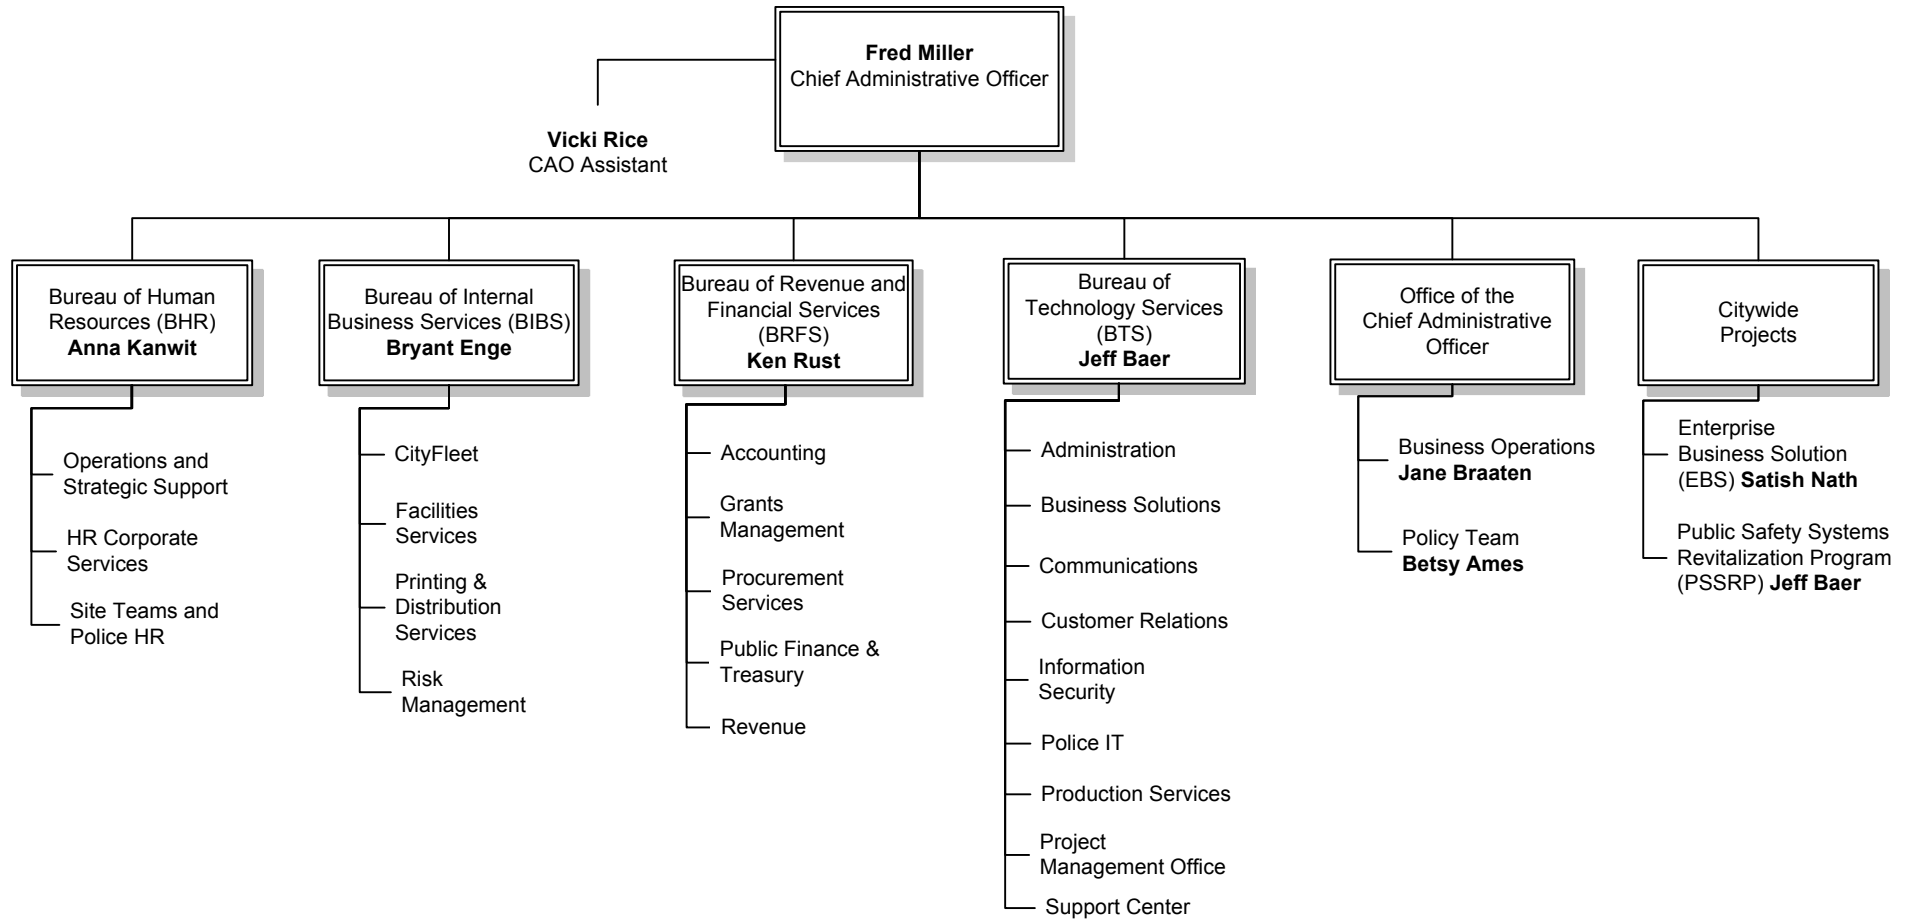 Fred Miller
Chief Administrative Officer
Vicki Rice
CAO Assistant
Bureau of Human
Resources (BHR)
Anna Kanwit
Bureau of Internal
Business Services (BIBS)
Bryant Enge
Bureau of Revenue and
Financial Services
(BRFS)
Ken Rust
Bureau of
Technology Services
(BTS)
Jeff Baer
Office of the
Chief Administrative
Officer
Citywide
Projects
Operations and
Strategic Support
HR Corporate
Services
Site Teams and
Police HR
CityFleet
Facilities
Services
Printing &
Distribution
Services
Risk
Management
Accounting
Grants
Management
Procurement
Services
Public Finance &
Treasury
Revenue
Administration
Business Solutions
Communications
Customer Relations
Information
Security
Police IT
Production Services
Project
Management Office
Support Center
Business Operations
Jane Braaten
Policy Team
Betsy Ames
Enterprise
Business Solution
(EBS) Satish Nath
Public Safety Systems
Revitalization Program
(PSSRP) Jeff Baer